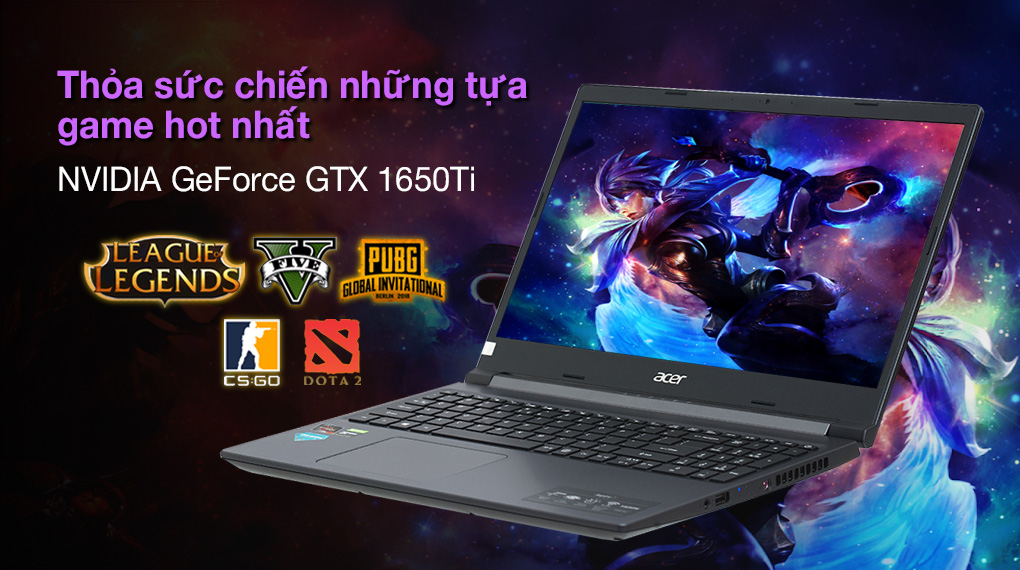 Thỏa sức chiến những tựa
game hot nhất
NVIDIA GeForce GTX 1650Ti
LEAGUE OF
LEGENDS
V
FIVE
PUBG
GLOBAL INVITATIONAL
BERLIN 2018
CS:GO
DOTA 2
acer